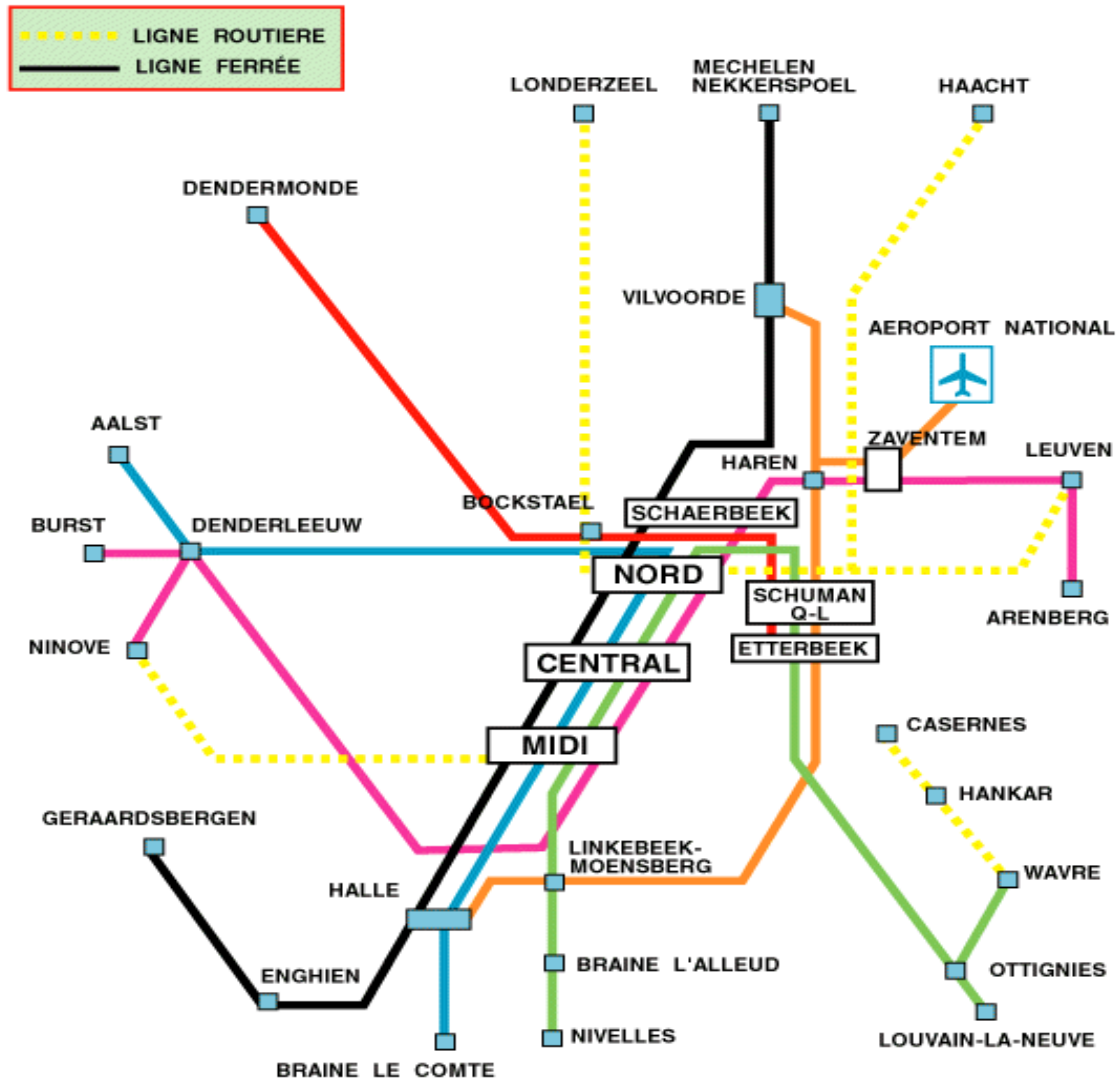 LIGNE ROUTIERE
LIGNE FERRÉE
LONDERZEEL
MECHELEN
NEKKERSPOEL
HAACHT
DENDERMONDE
VILVOORDE
AEROPORT NATIONAL
AALST
ZAVENTEM
HAREN
LEUVEN
BOCKSTAEL
SCHAERBEEK
BURST
DENDERLEEUW
NORD
SCHUMAN
Q-L
ARENBERG
NINOVE
CENTRAL
ETTERBEEK
CASERNES
MIDI
HANKAR
GERAARDSBERGEN
LINKEBEEK-
MOENSBERG
WAVRE
HALLE
ENGHIEN
BRAINE L'ALLEUD
OTTIGNIES
NIVELLES
LOUVAIN-LA-NEUVE
BRAINE LE COMTE